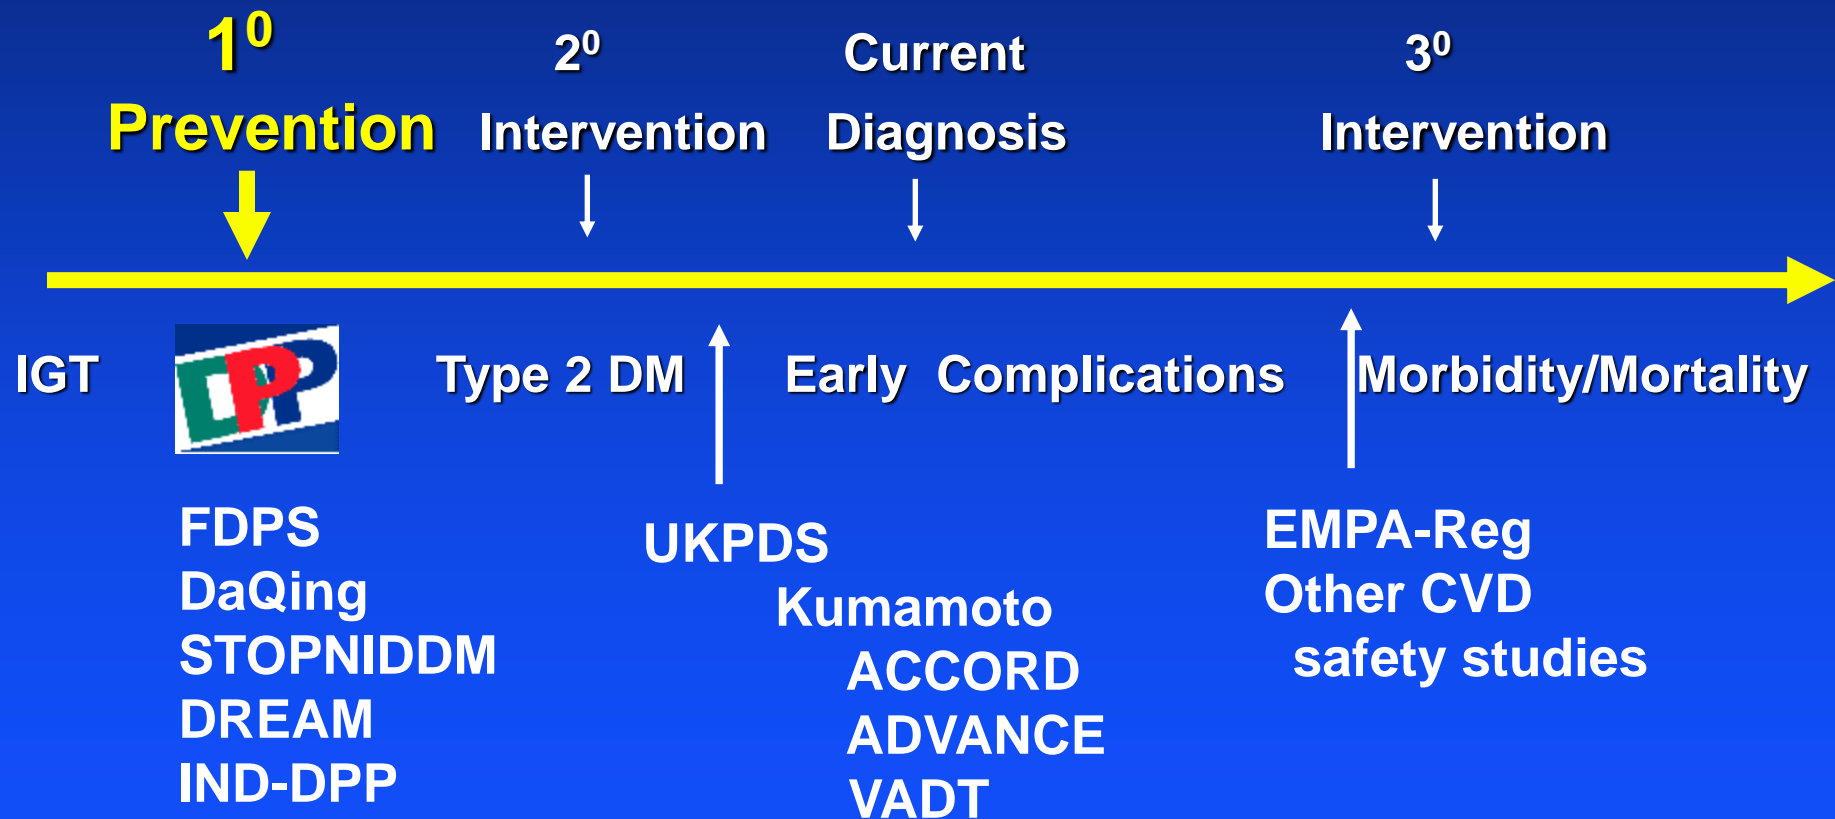 1⁰ Prevention
2⁰ Intervention
Current Diagnosis
3⁰ Intervention
IGT
DPP
Type 2 DM
Early Complications
Morbidity/Mortality
FDPS
DaQing
STOPNIDDM
DREAM
IND-DPP
UKPDS
Kumamoto
ACCORD
ADVANCE
VADT
EMPA-Reg
Other CVD
safety studies